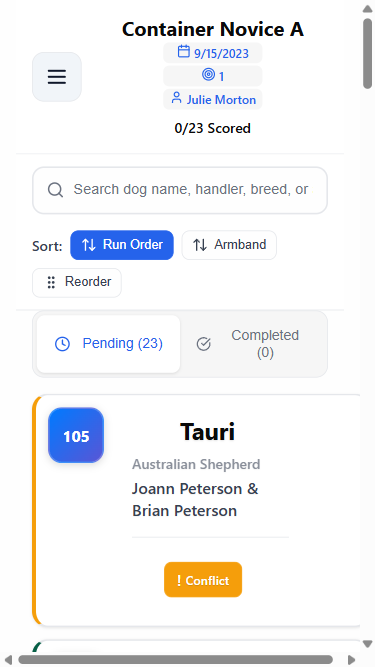 Container Novice A
9/15/2023
1
Julie Morton
0/23 Scored
Search dog name, handler, breed, or
Sort:
Run Order
Armband
Reorder
Pending (23)
Completed
(0)
105
Tauri
Australian Shepherd
Joann Peterson &
Brian Peterson
! Conflict